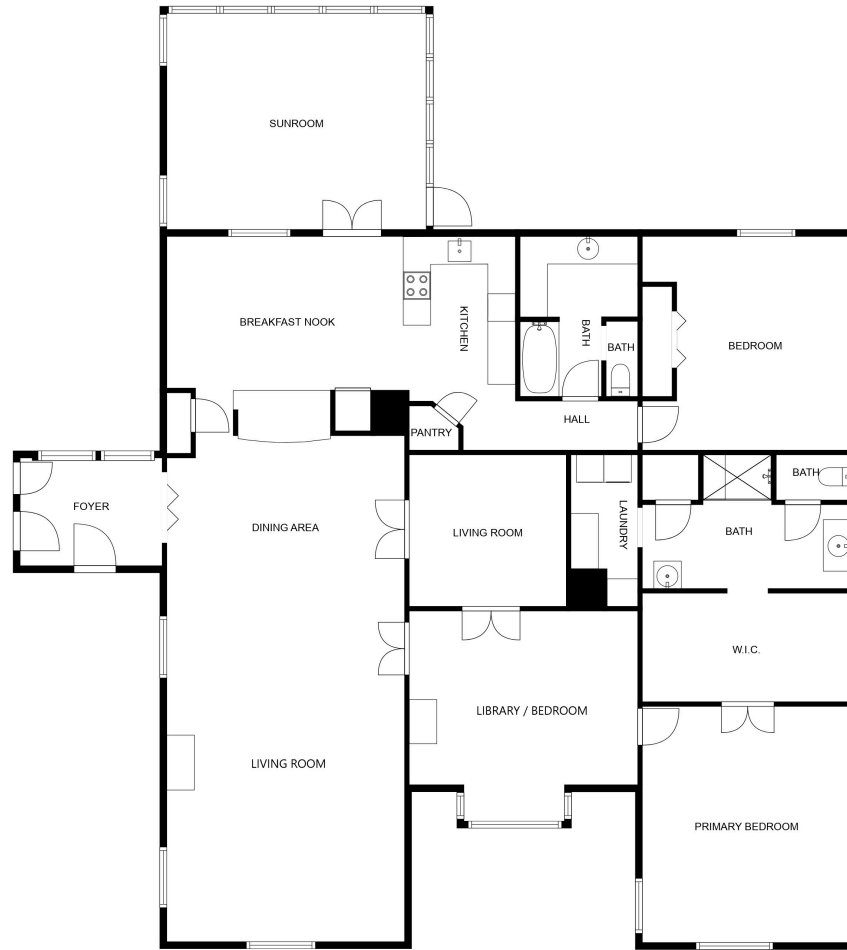 SUNROOM
BREAKFAST NOOK
KITCHEN
BATH
BATH
BEDROOM
HALL
PANTRY
FOYER
DINING AREA
LIVING ROOM
LAUNDRY
BATH
BATH
W.I.C.
LIBRARY / BEDROOM
LIVING ROOM
PRIMARY BEDROOM